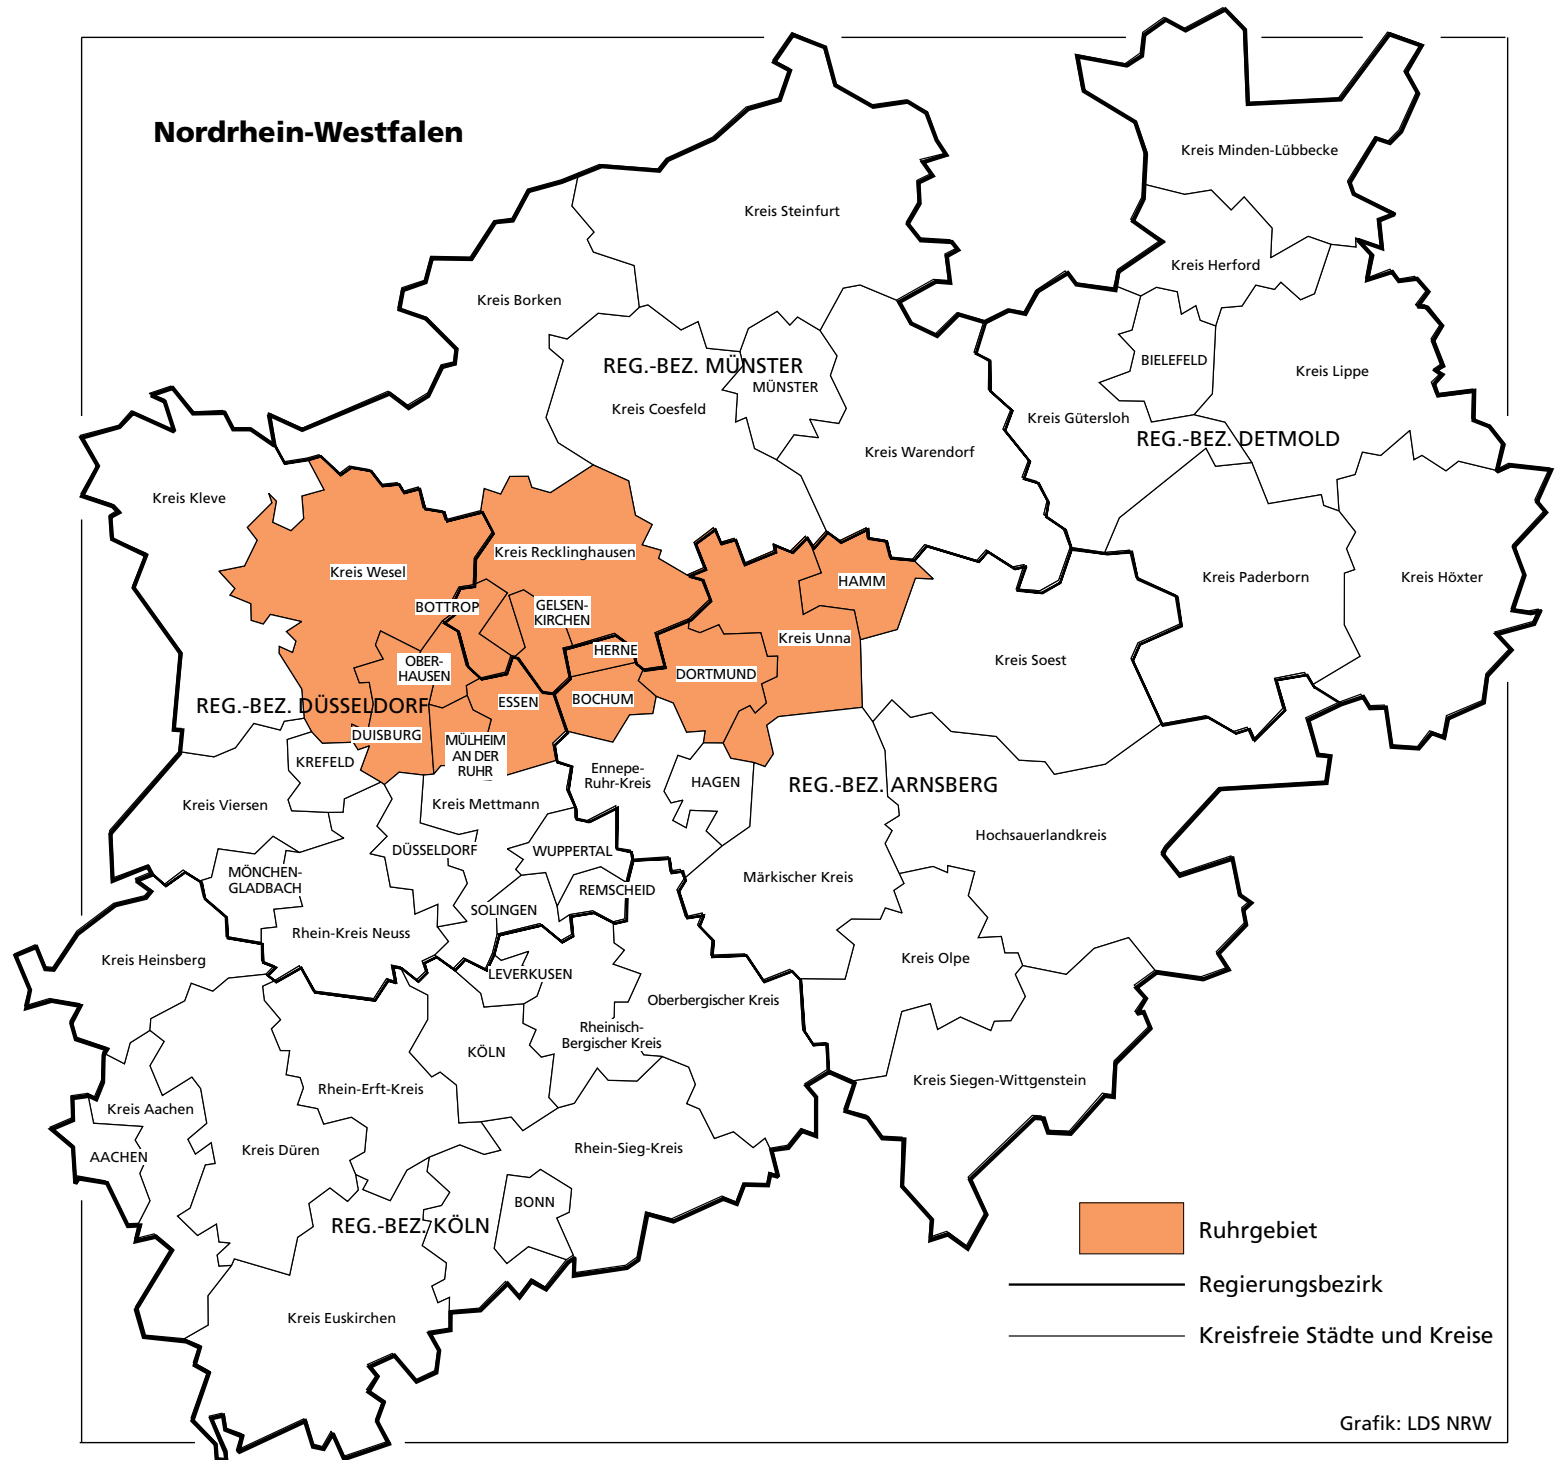 Nordrhein-Westfalen
Kreis Minden-Lübbecke
Kreis Steinfurt
Kreis Herford
Kreis Borken
BIELEFELD
Kreis Lippe
REG.-BEZ. MÜNSTER
MÜNSTER
Kreis Coesfeld
Kreis Gütersloh
REG.-BEZ. DETMOLD
Kreis Warendorf
Kreis Kleve
Kreis Recklinghausen
Kreis Wesel
HAMM
Kreis Paderborn
Kreis Höxter
BOTTROP
GELSEN-
KIRCHEN
Kreis Unna
HERNE
Kreis Soest
OBER-
HAUSEN
DORTMUND
ESSEN
BOCHUM
REG.-BEZ. DÜSSELDORF
DUISBURG
MÜLHEIM
AN DER
RUHR
KREFELD
Ennepe-
Ruhr-Kreis
HAGEN
REG.-BEZ. ARNSBERG
Kreis Viersen
Kreis Mettmann
Hochsauerlandkreis
DÜSSELDORF
WUPPERTAL
MÖNCHEN-
GLADBACH
Märkischer Kreis
REMSCHEID
SOLINGEN
Rhein-Kreis Neuss
Kreis Heinsberg
Kreis Olpe
LEVERKUSEN
Oberbergischer Kreis
Rheinisch-
Bergischer Kreis
KÖLN
Kreis Siegen-Wittgenstein
Rhein-Erft-Kreis
Kreis Aachen
Kreis Düren
Rhein-Sieg-Kreis
AACHEN
BONN
REG.-BEZ. KÖLN
Kreis Euskirchen
Ruhrgebiet
Regierungsbezirk
Kreisfreie Städte und Kreise
Grafik: LDS NRW